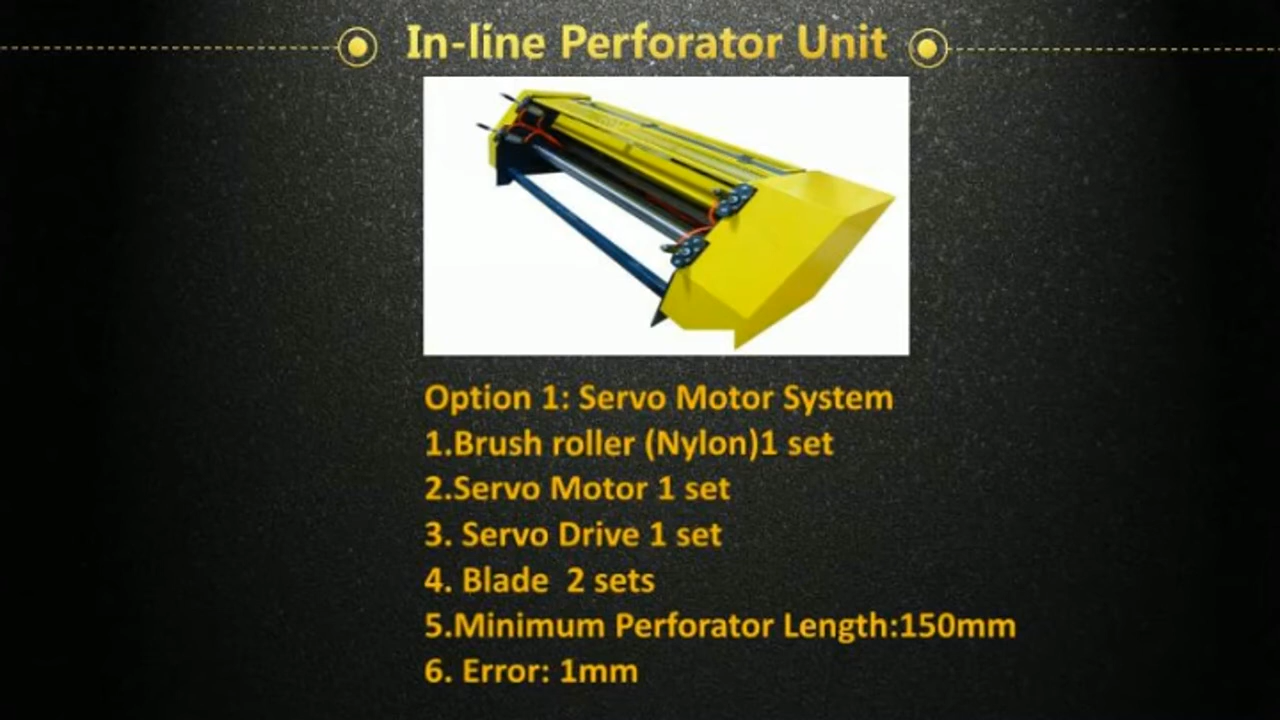 In-line Perforator Unit
Option 1: Servo Motor System
1.Brush roller (Nylon)1 set
2.Servo Motor 1 set
3. Servo Drive 1 set
4. Blade  2 sets
5.Minimum Perforator Length:150mm
6. Error: 1mm